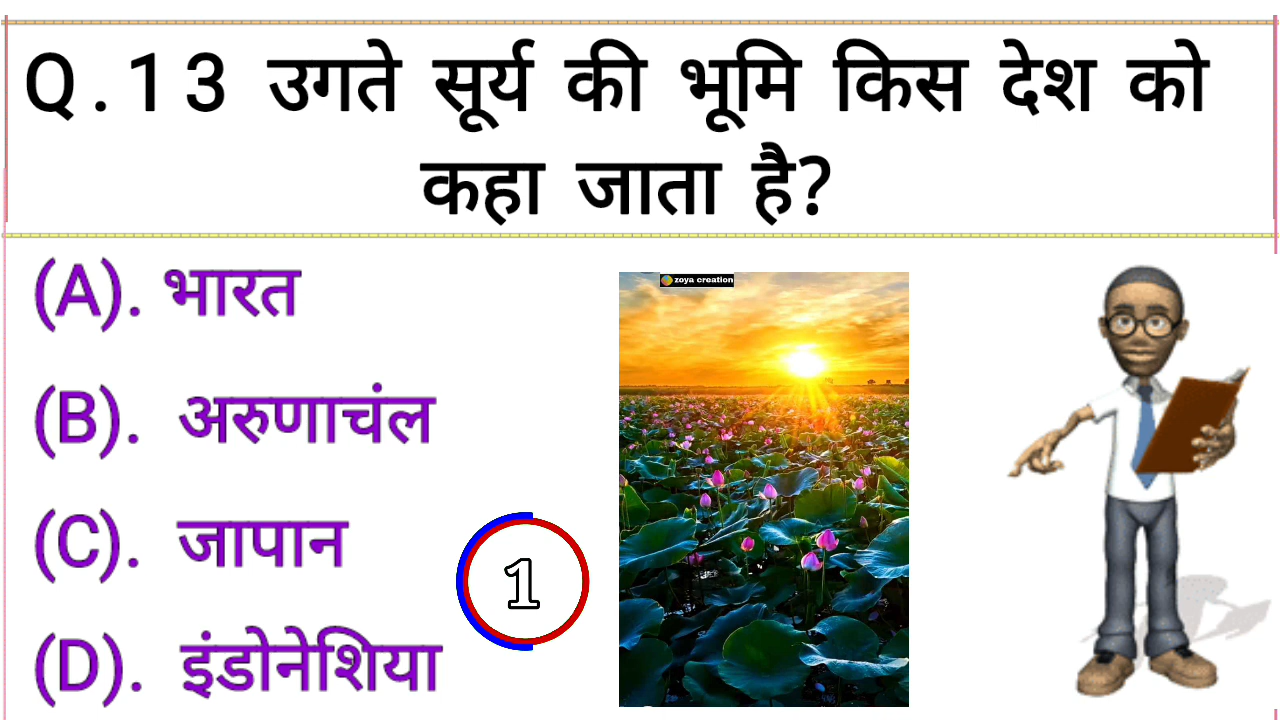 Q.13 उगते सूर्य की भूमि किस देश को
कहा जाता है?
(A). भारत
(B). अरुणाचंल
(C). जापान
(D). इंडोनेशिया
1
zoya creation